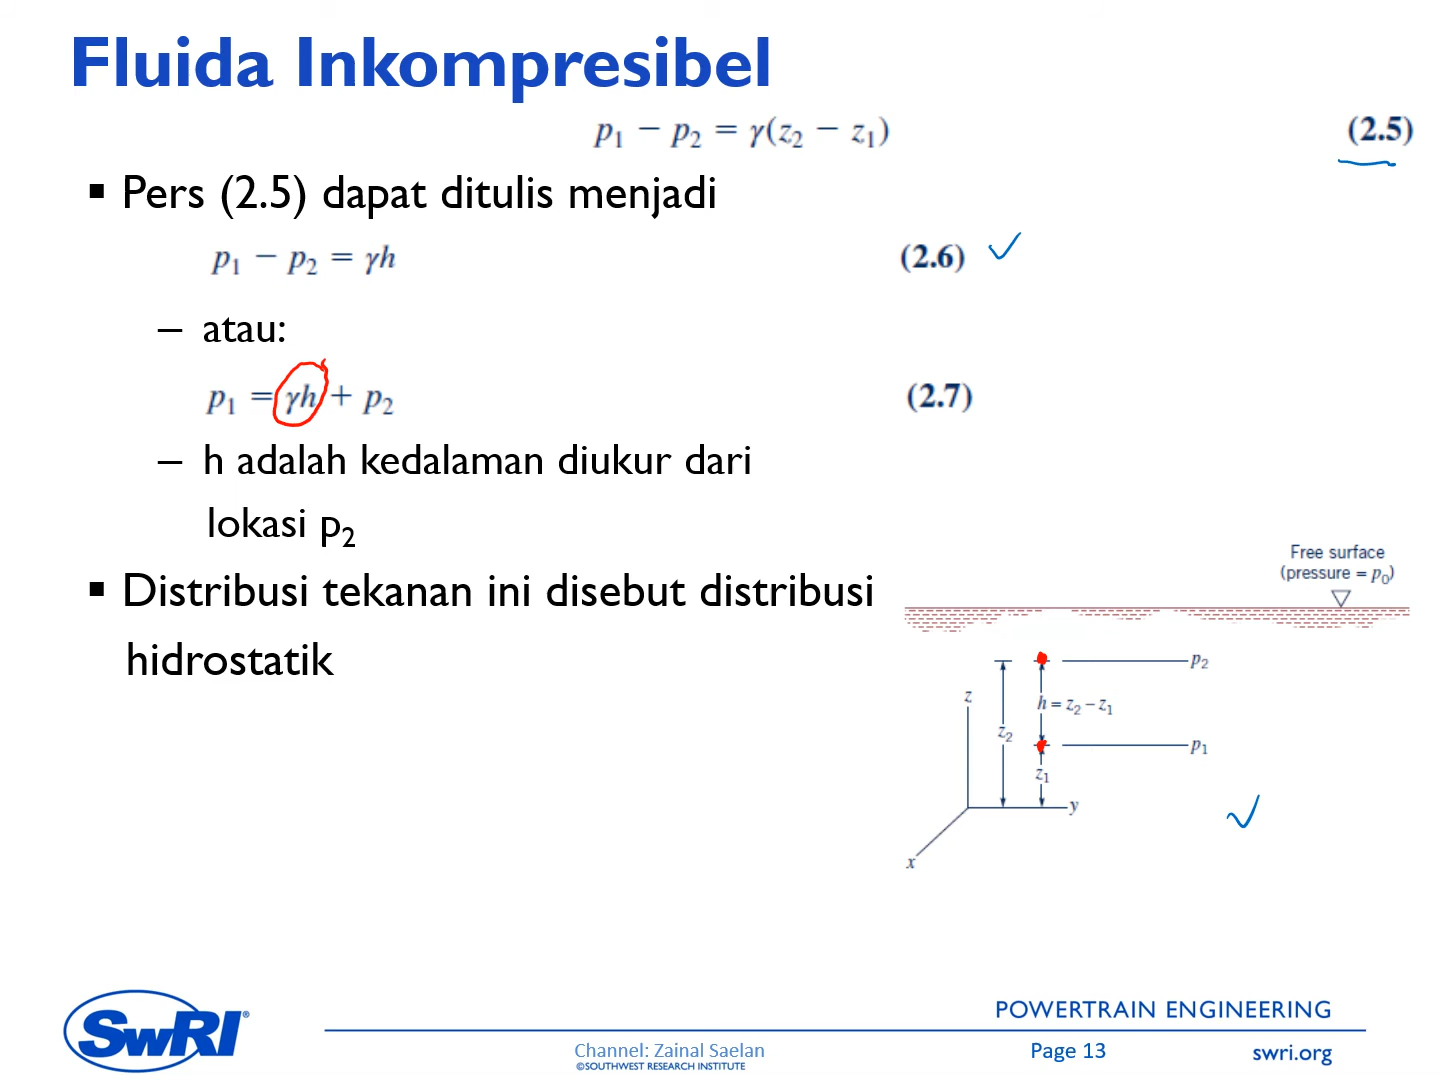 Fluida Inkompresibel
p₁ − p₂ = γ(z₂ − z₁) (2.5)
▪ Pers (2.5) dapat ditulis menjadi
p₁ − p₂ = γh (2.6)
– atau:
p₁ = γh + p₂ (2.7)
– h adalah kedalaman diukur dari
lokasi p₂
▪ Distribusi tekanan ini disebut distribusi
hidrostatik
Free surface
(pressure = p₀)
p₂
z
h = z₂ − z₁
z₂
p₁
z₁
y
x
SwRI®
POWERTRAIN ENGINEERING
Channel: Zainal Saelan
©SOUTHWEST RESEARCH INSTITUTE
Page 13
swri.org